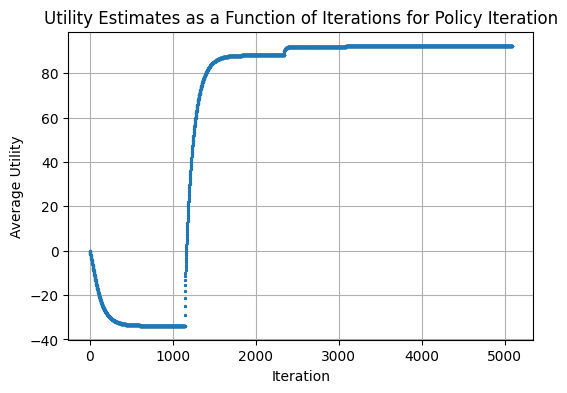 Utility Estimates as a Function of Iterations for Policy Iteration
80
60
40
20
0
−20
−40
Average Utility
0 1000 2000 3000 4000 5000
Iteration